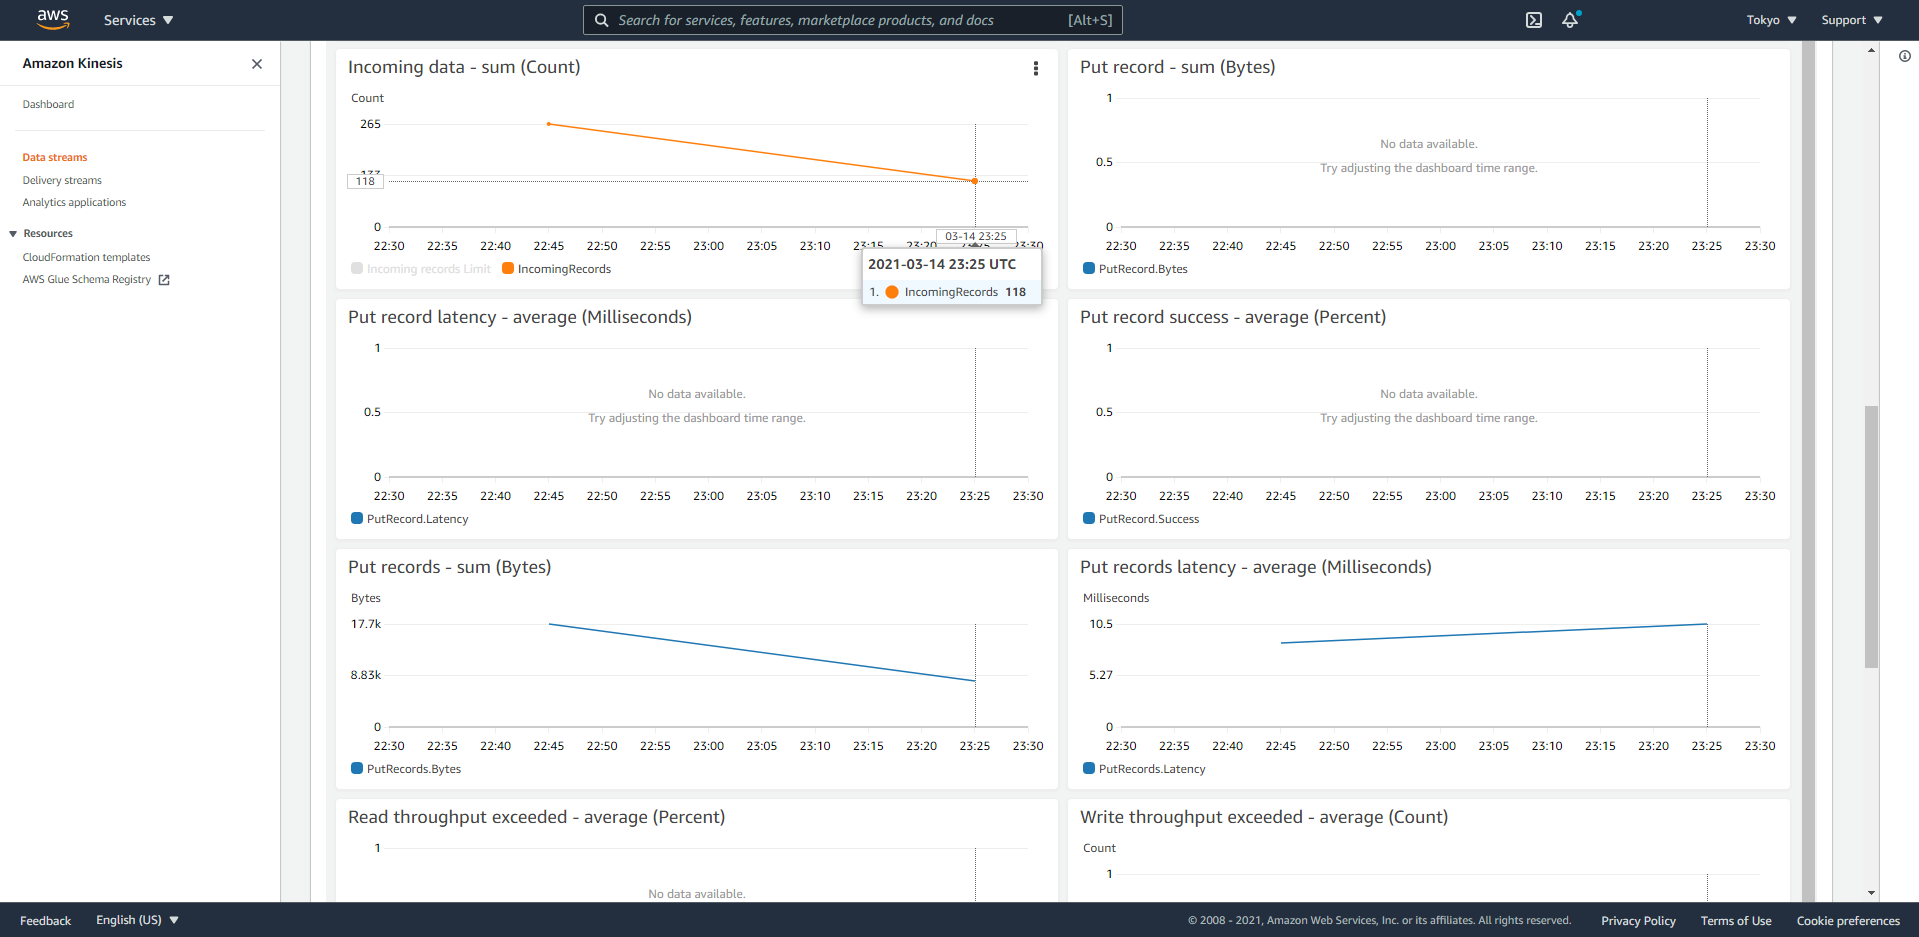 aws
Services
Search for services, features, marketplace products, and docs [Alt+S]
Tokyo
Support
Amazon Kinesis
Dashboard
Data streams
Delivery streams
Analytics applications
Resources
CloudFormation templates
AWS Glue Schema Registry
Incoming data - sum (Count)
Count
265
118
0
03-14 23:25
22:30 22:35 22:40 22:45 22:50 22:55 23:00 23:05 23:10 23:15 23:20 23:30
Incoming records Limit IncomingRecords
2021-03-14 23:25 UTC
1. IncomingRecords 118
Put record - sum (Bytes)
1
No data available.
0.5
Try adjusting the dashboard time range.
0
22:30 22:35 22:40 22:45 22:50 22:55 23:00 23:05 23:10 23:15 23:20 23:25 23:30
PutRecord.Bytes
Put record latency - average (Milliseconds)
1
No data available.
0.5
Try adjusting the dashboard time range.
0
22:30 22:35 22:40 22:45 22:50 22:55 23:00 23:05 23:10 23:15 23:20 23:25 23:30
PutRecord.Latency
Put record success - average (Percent)
1
No data available.
0.5
Try adjusting the dashboard time range.
0
22:30 22:35 22:40 22:45 22:50 22:55 23:00 23:05 23:10 23:15 23:20 23:25 23:30
PutRecord.Success
Put records - sum (Bytes)
Bytes
17.7k
8.83k
0
22:30 22:35 22:40 22:45 22:50 22:55 23:00 23:05 23:10 23:15 23:20 23:25 23:30
PutRecords.Bytes
Put records latency - average (Milliseconds)
Milliseconds
10.5
5.27
0
22:30 22:35 22:40 22:45 22:50 22:55 23:00 23:05 23:10 23:15 23:20 23:25 23:30
PutRecords.Latency
Read throughput exceeded - average (Percent)
1
No data available.
Write throughput exceeded - average (Count)
Count
1
Feedback
English (US)
© 2008 - 2021, Amazon Web Services, Inc. or its affiliates. All rights reserved.
Privacy Policy
Terms of Use
Cookie preferences